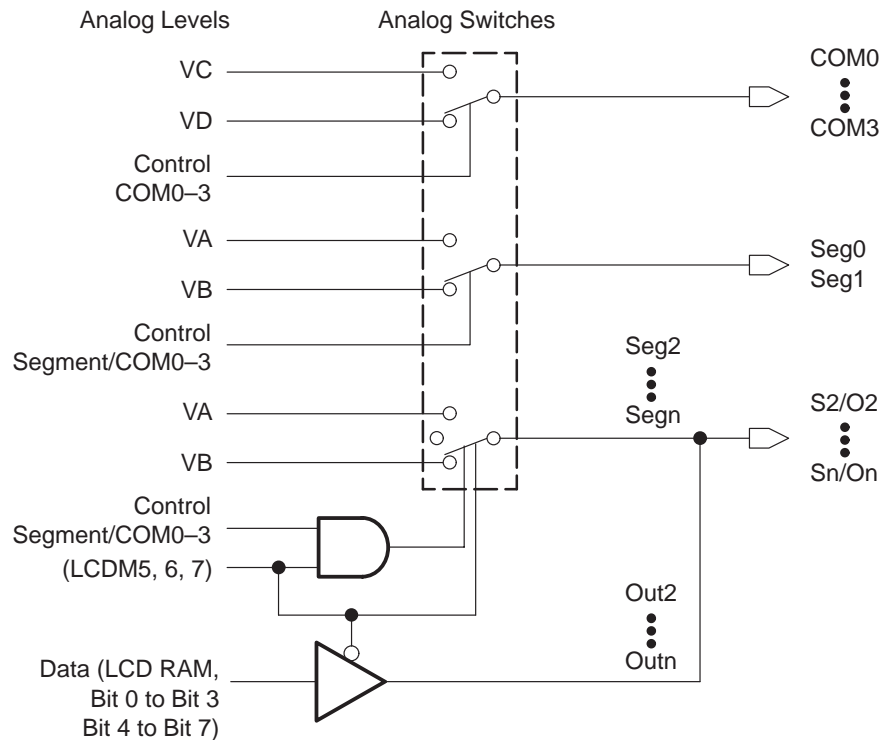 Analog Levels
Analog Switches
VC
COM0
COM3
VD
Control
COM0–3
VA
Seg0
Seg1
VB
Control
Segment/COM0–3
Seg2
Segn
VA
S2/O2
Sn/On
VB
Control
Segment/COM0–3
(LCDM5, 6, 7)
Out2
Outn
Data (LCD RAM,
Bit 0 to Bit 3
Bit 4 to Bit 7)